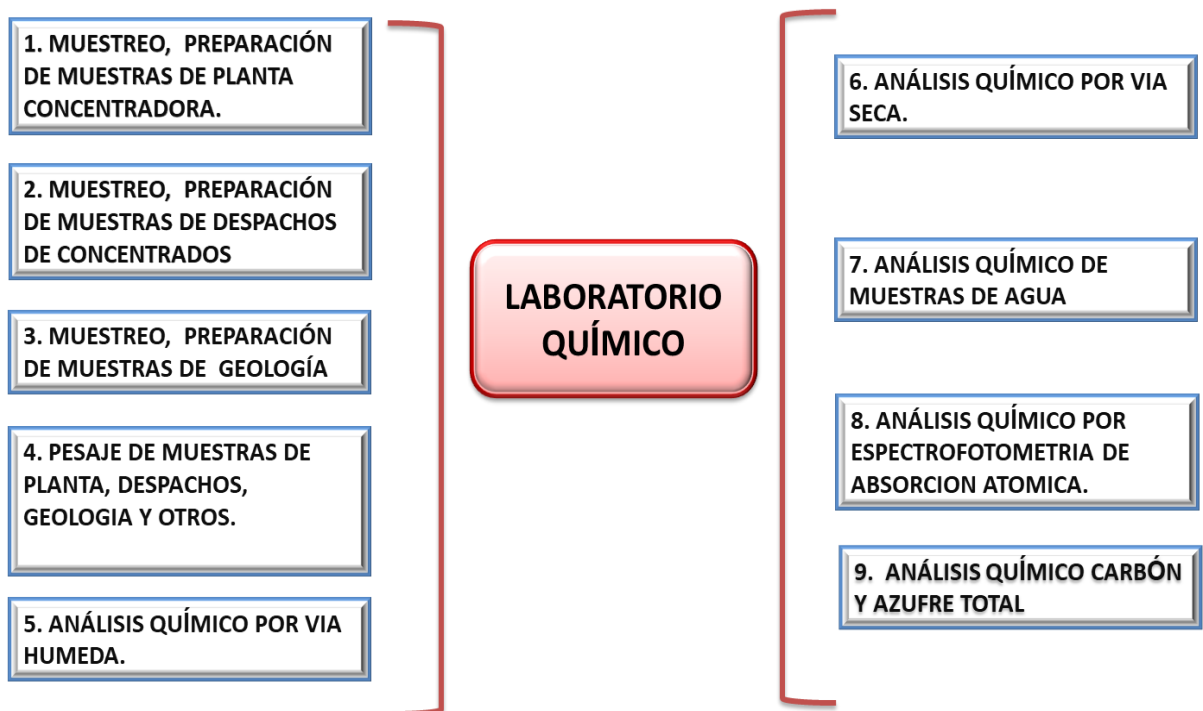 1. MUESTREO, PREPARACIÓN
DE MUESTRAS DE PLANTA
CONCENTRADORA.
2. MUESTREO, PREPARACIÓN
DE MUESTRAS DE DESPACHOS
DE CONCENTRADOS
3. MUESTREO, PREPARACIÓN
DE MUESTRAS DE GEOLOGÍA
4. PESAJE DE MUESTRAS DE
PLANTA, DESPACHOS,
GEOLOGIA Y OTROS.
5. ANÁLISIS QUÍMICO POR VIA
HUMEDA.
LABORATORIO
QUÍMICO
6. ANÁLISIS QUÍMICO POR VIA
SECA.
7. ANÁLISIS QUÍMICO DE
MUESTRAS DE AGUA
8. ANÁLISIS QUÍMICO POR
ESPECTROFOTOMETRIA DE
ABSORCION ATOMICA.
9. ANÁLISIS QUÍMICO CARBÓN
Y AZUFRE TOTAL